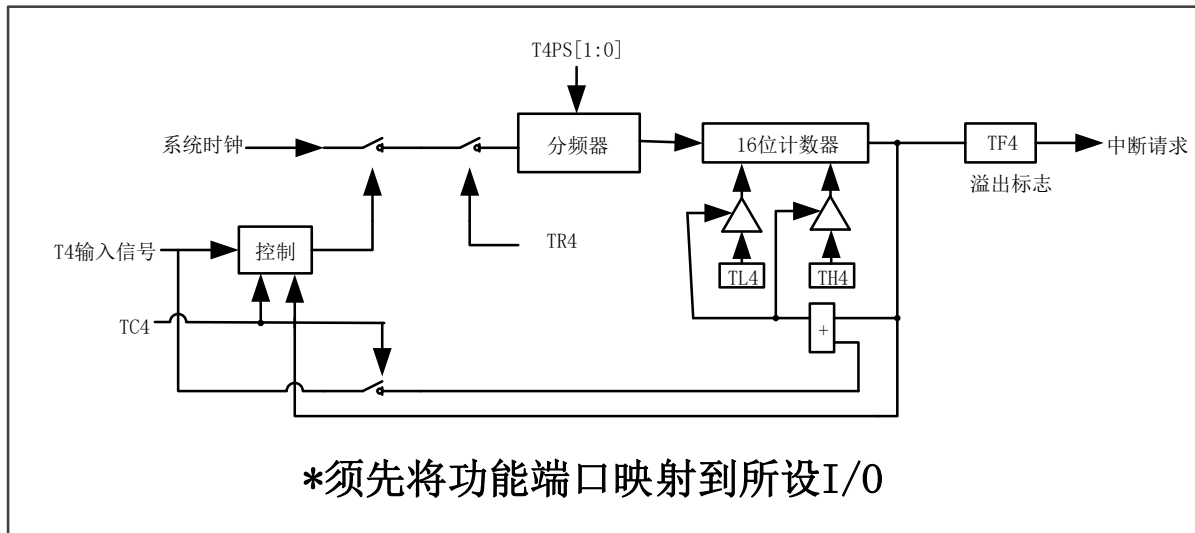 T4PS[1:0]
系统时钟
分频器
16位计数器
TF4
中断请求
溢出标志
T4输入信号
控制
TR4
TL4
TH4
TC4
+
*须先将功能端口映射到所设I/O